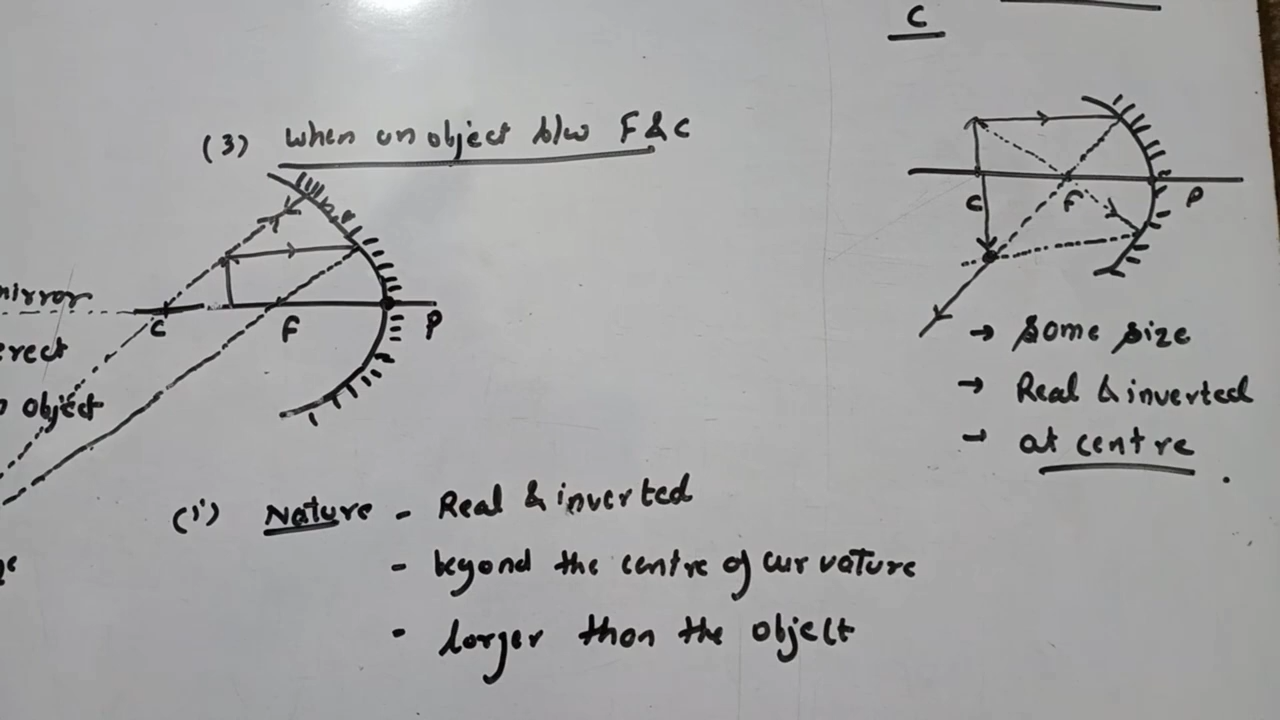 C
(3) When an object b/w F & C
C
F
P
C
F
P
mirror
erect
object
→ Same size
→ Real & inverted
- at centre
(i) Nature - Real & inverted
- beyond the centre of curvature
- larger than the object